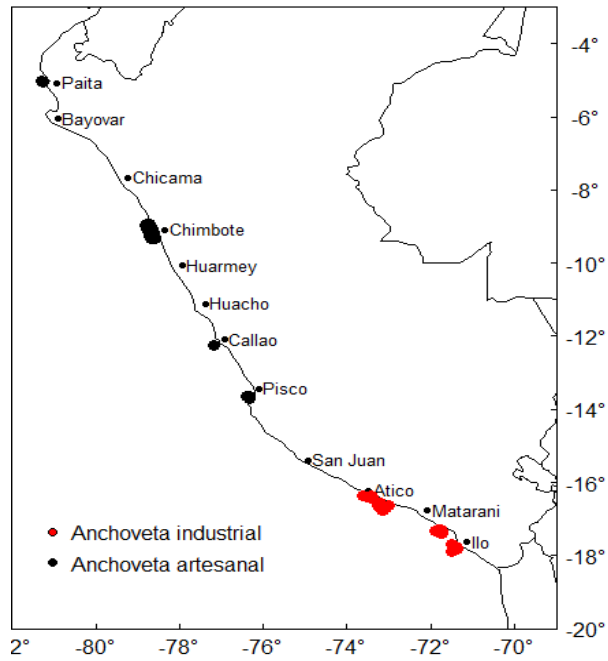 -4°
Paita
Bayovar
-6°
Chicama
-8°
Chimbote
Huarmey
-10°
Huacho
Callao
-12°
Pisco
-14°
San Juan
Atico
-16°
Matarani
Anchoveta industrial
Ilo
-18°
Anchoveta artesanal
-20°
2° -80° -78° -76° -74° -72° -70°